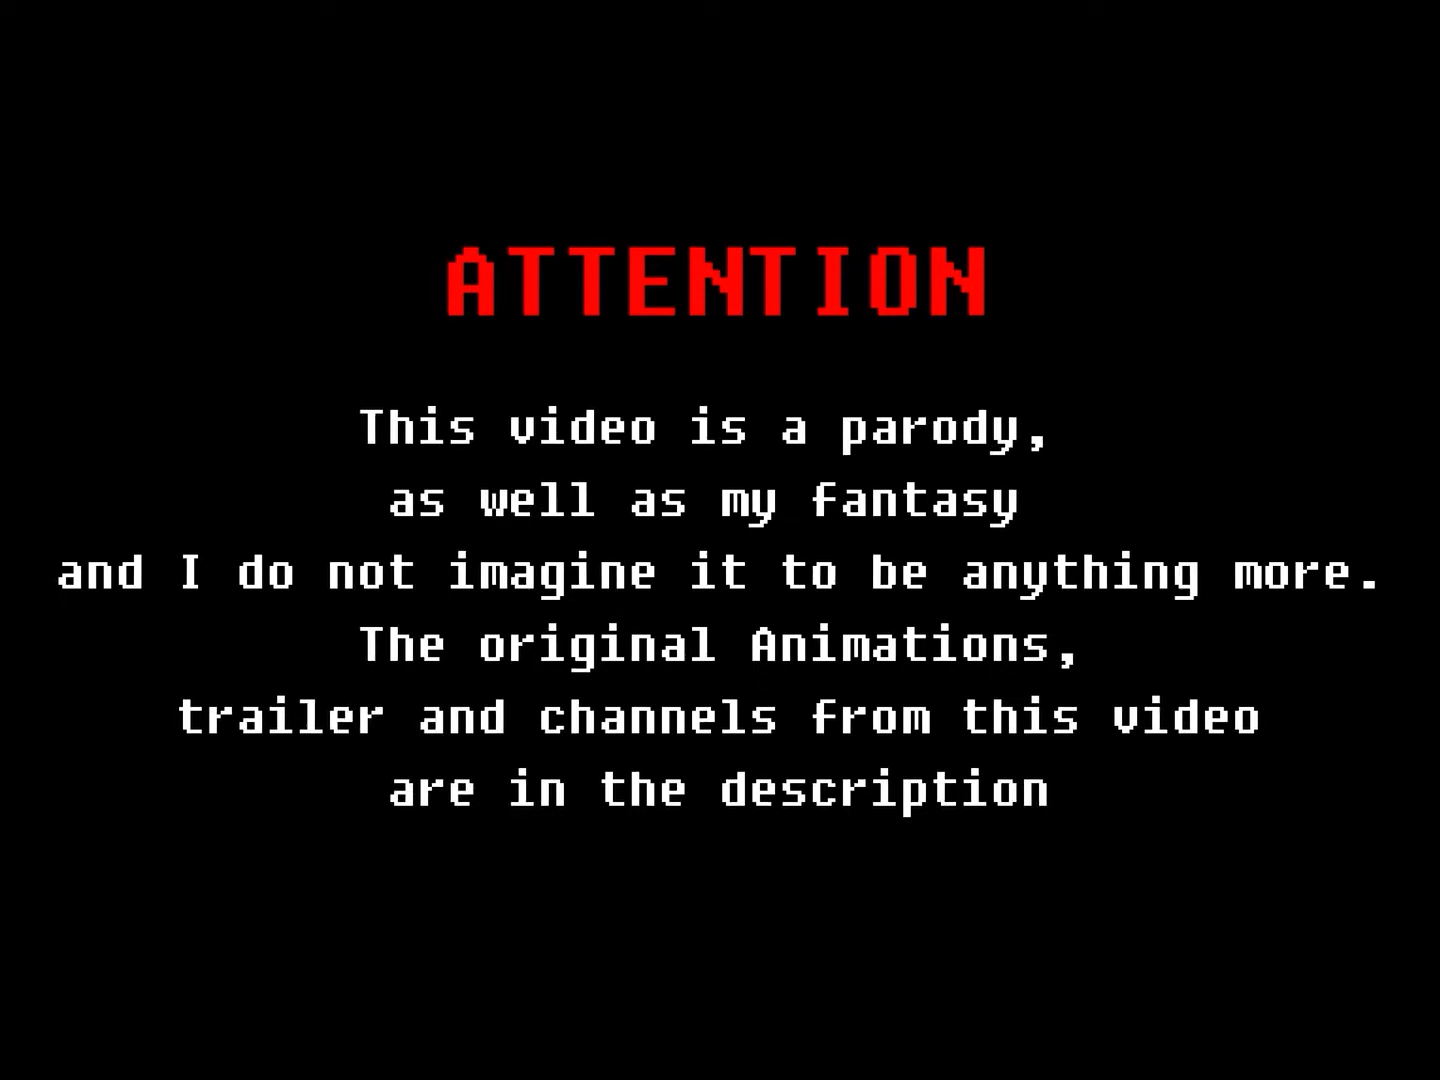 ATTENTION
This video is a parody,
as well as my fantasy
and I do not imagine it to be anything more.
The original Animations,
trailer and channels from this video
are in the description